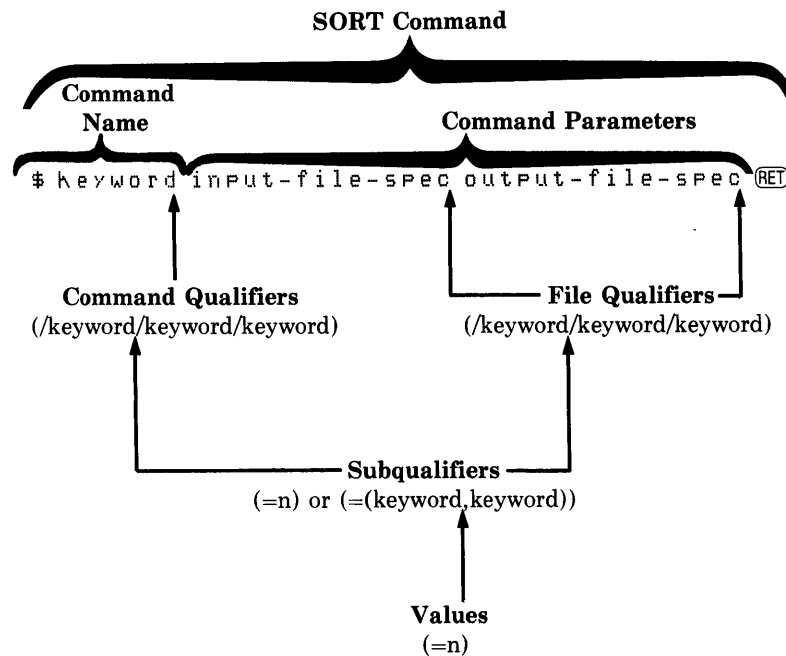 SORT Command
Command
Name
Command Parameters
$ keyword input-file-spec output-file-spec RET
Command Qualifiers
(/keyword/keyword/keyword)
File Qualifiers
(/keyword/keyword/keyword)
Subqualifiers
(=n) or (=(keyword,keyword))
Values
(=n)